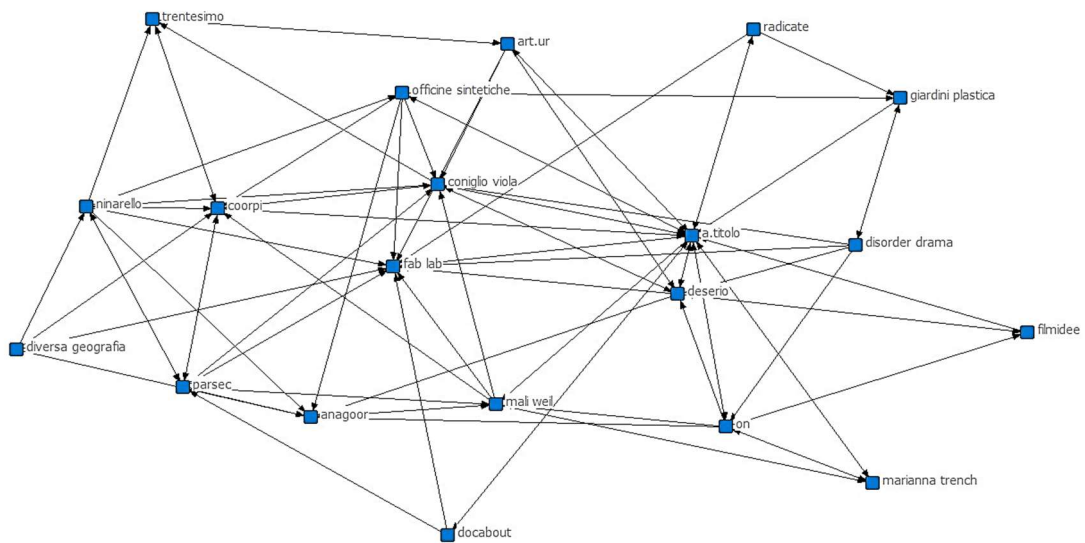 trentesimo
art.ur
radicate
officine sintetiche
giardini plastica
coniglio viola
ninarello
coorpi
a.titolo
disorder drama
fab lab
deserio
filmidee
diversa geografia
parsec
anagoor
mali weil
on
marianna trench
docabout